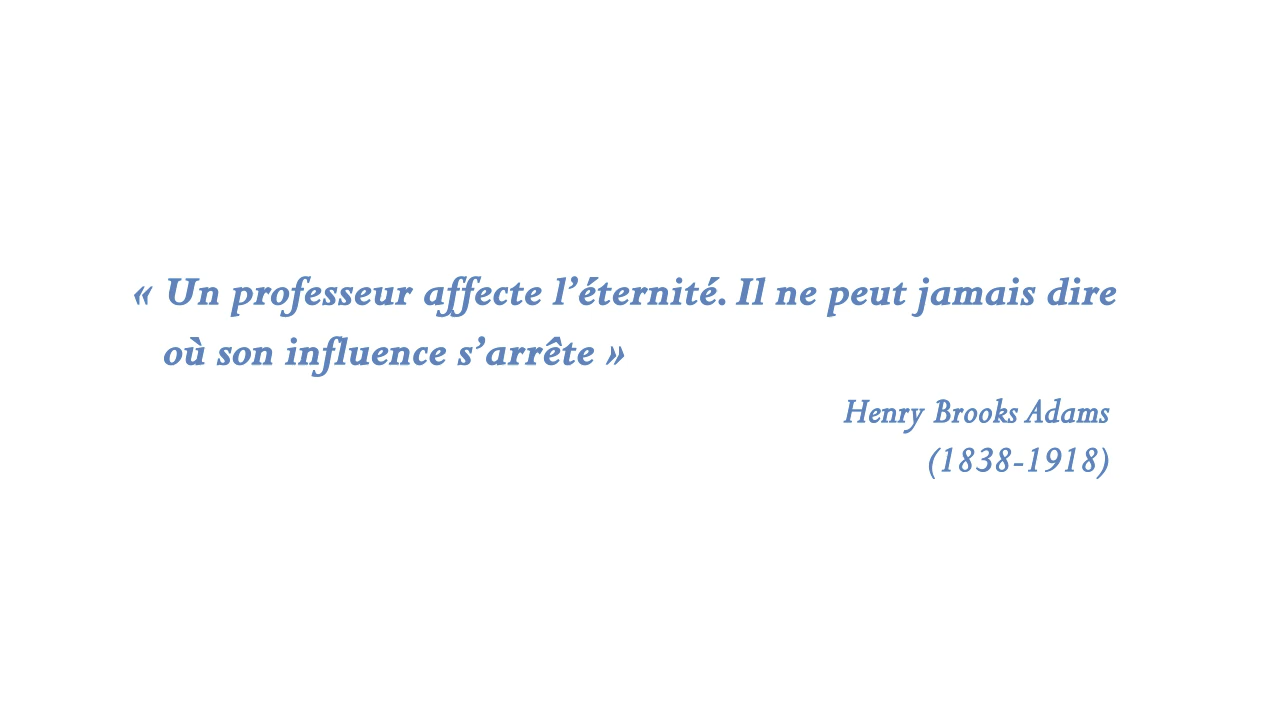 « Un professeur affecte l’éternité. Il ne peut jamais dire
où son influence s’arrête »
Henry Brooks Adams
(1838-1918)